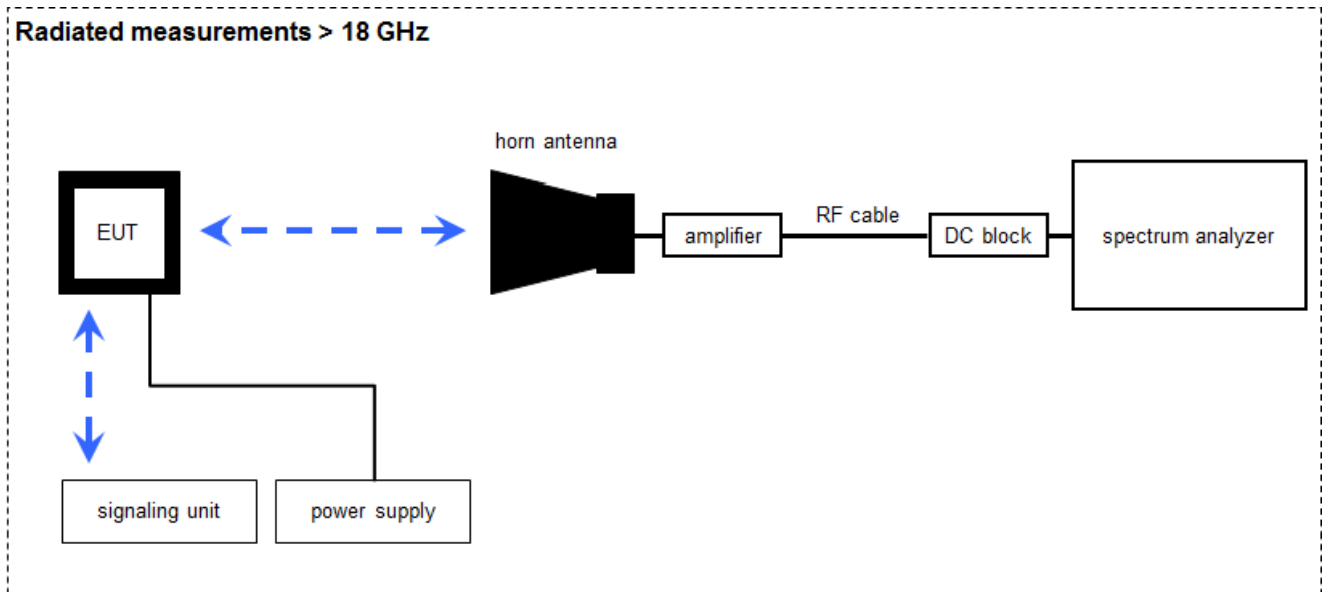 Radiated measurements > 18 GHz
horn antenna
EUT
amplifier
RF cable
DC block
spectrum analyzer
signaling unit
power supply